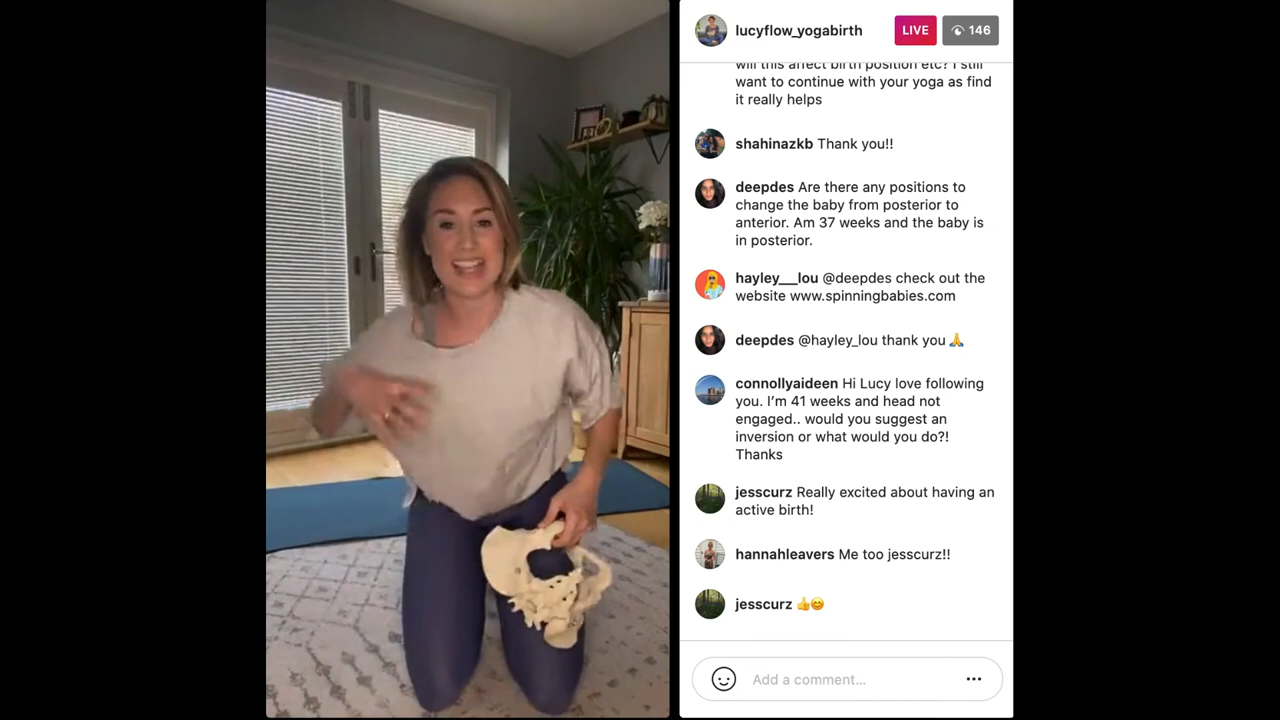 lucyflow_yogabirth
LIVE
146
will this affect birth position etc? I still
want to continue with your yoga as find
it really helps
shahinazkb Thank you!!
deepdes Are there any positions to
change the baby from posterior to
anterior. Am 37 weeks and the baby is
in posterior.
hayley___lou @deepdes check out the
website www.spinningbabies.com
deepdes @hayley_lou thank you 🙏
connollyaideen Hi Lucy love following
you. I’m 41 weeks and head not
engaged.. would you suggest an
inversion or what would you do?!
Thanks
jesscurz Really excited about having an
active birth!
hannahleavers Me too jesscurz!!
jesscurz 👍😊
Add a comment...